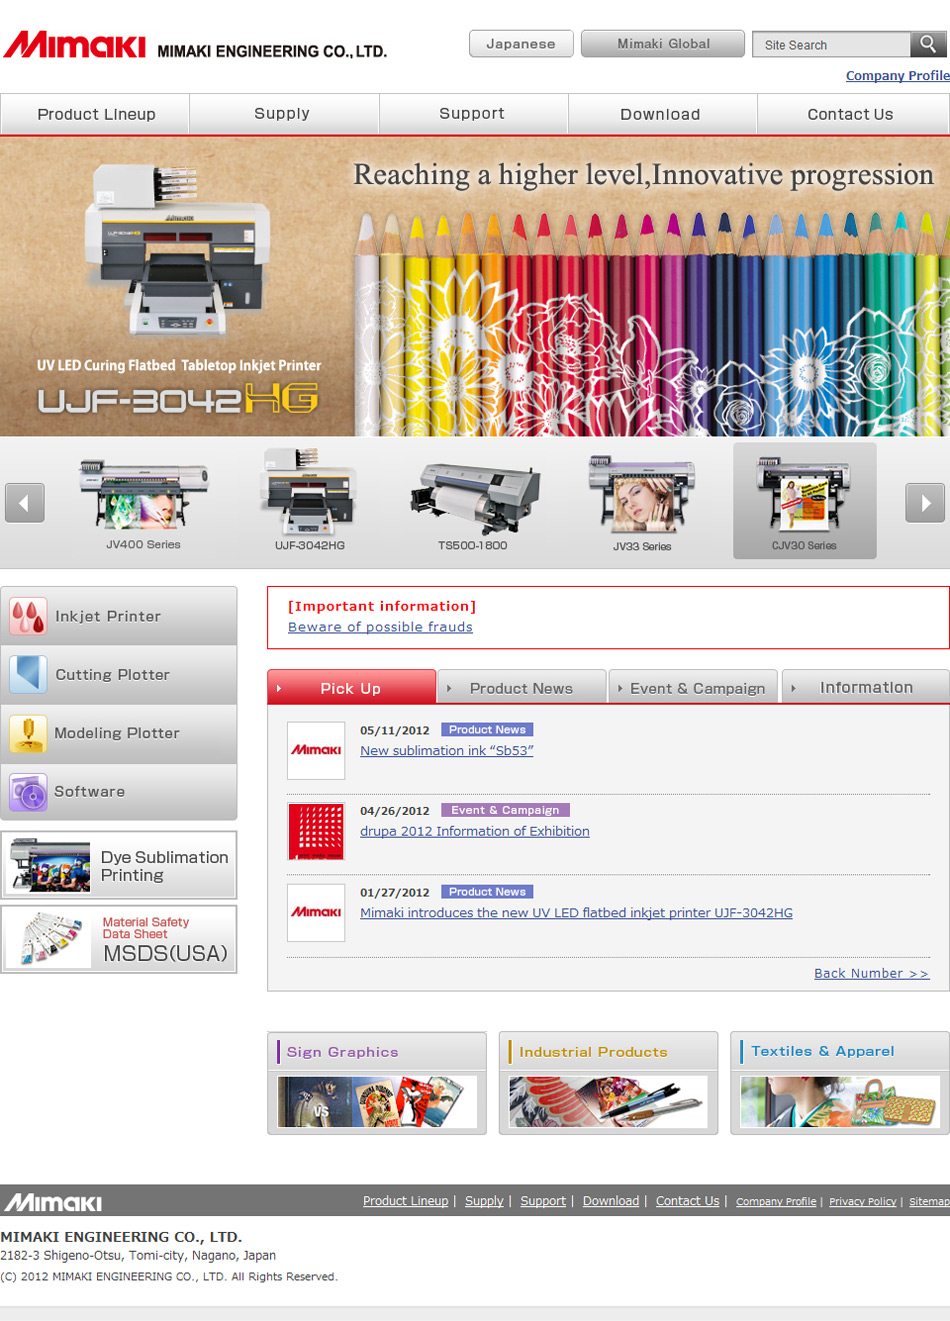 Mimaki MIMAKI ENGINEERING CO., LTD.
Japanese
Mimaki Global
Site Search
Company Profile
Product Lineup
Supply
Support
Download
Contact Us
Reaching a higher level,Innovative progression
Mimaki
UV LED Curing Flatbed Tabletop Inkjet Printer
UJF-3042HG
JV400 Series
UJF-3042HG
TS500-1800
JV33 Series
CJV30 Series
Inkjet Printer
Cutting Plotter
Modeling Plotter
Software
Dye Sublimation
Printing
Material Safety
Data Sheet
MSDS(USA)
[Important information]
Beware of possible frauds
Pick Up
Product News
Event & Campaign
Information
Mimaki
05/11/2012 Product News
New sublimation ink “Sb53”
04/26/2012 Event & Campaign
drupa 2012 Information of Exhibition
Mimaki
01/27/2012 Product News
Mimaki introduces the new UV LED flatbed inkjet printer UJF-3042HG
Back Number >>
Sign Graphics
VS
Industrial Products
Textiles & Apparel
Mimaki
Product Lineup | Supply | Support | Download | Contact Us | Company Profile | Privacy Policy | Sitemap
MIMAKI ENGINEERING CO., LTD.
2182-3 Shigeno-Otsu, Tomi-city, Nagano, Japan
(C) 2012 MIMAKI ENGINEERING CO., LTD. All Rights Reserved.